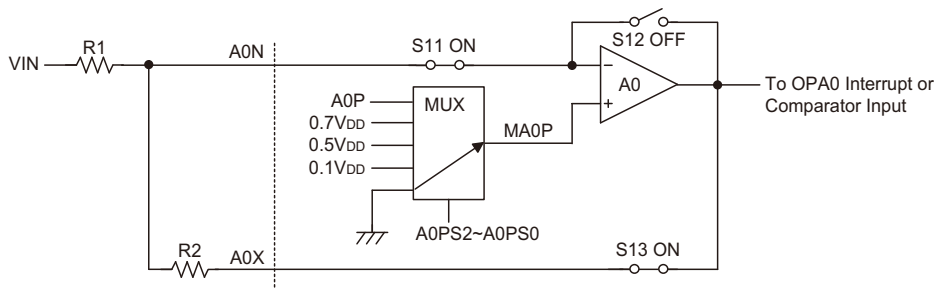 VIN
R1
A0N
S11 ON
S12 OFF
A0
−
+
To OPA0 Interrupt or
Comparator Input
A0P
0.7VDD
0.5VDD
0.1VDD
MUX
MA0P
A0PS2~A0PS0
R2
A0X
S13 ON